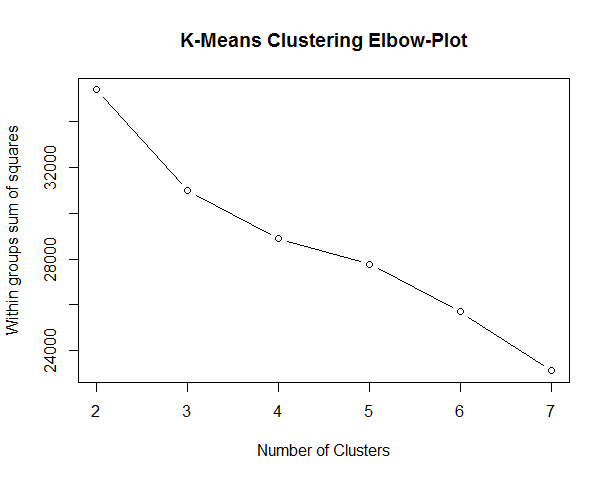 K-Means Clustering Elbow-Plot
Within groups sum of squares
32000
28000
24000
2 3 4 5 6 7
Number of Clusters